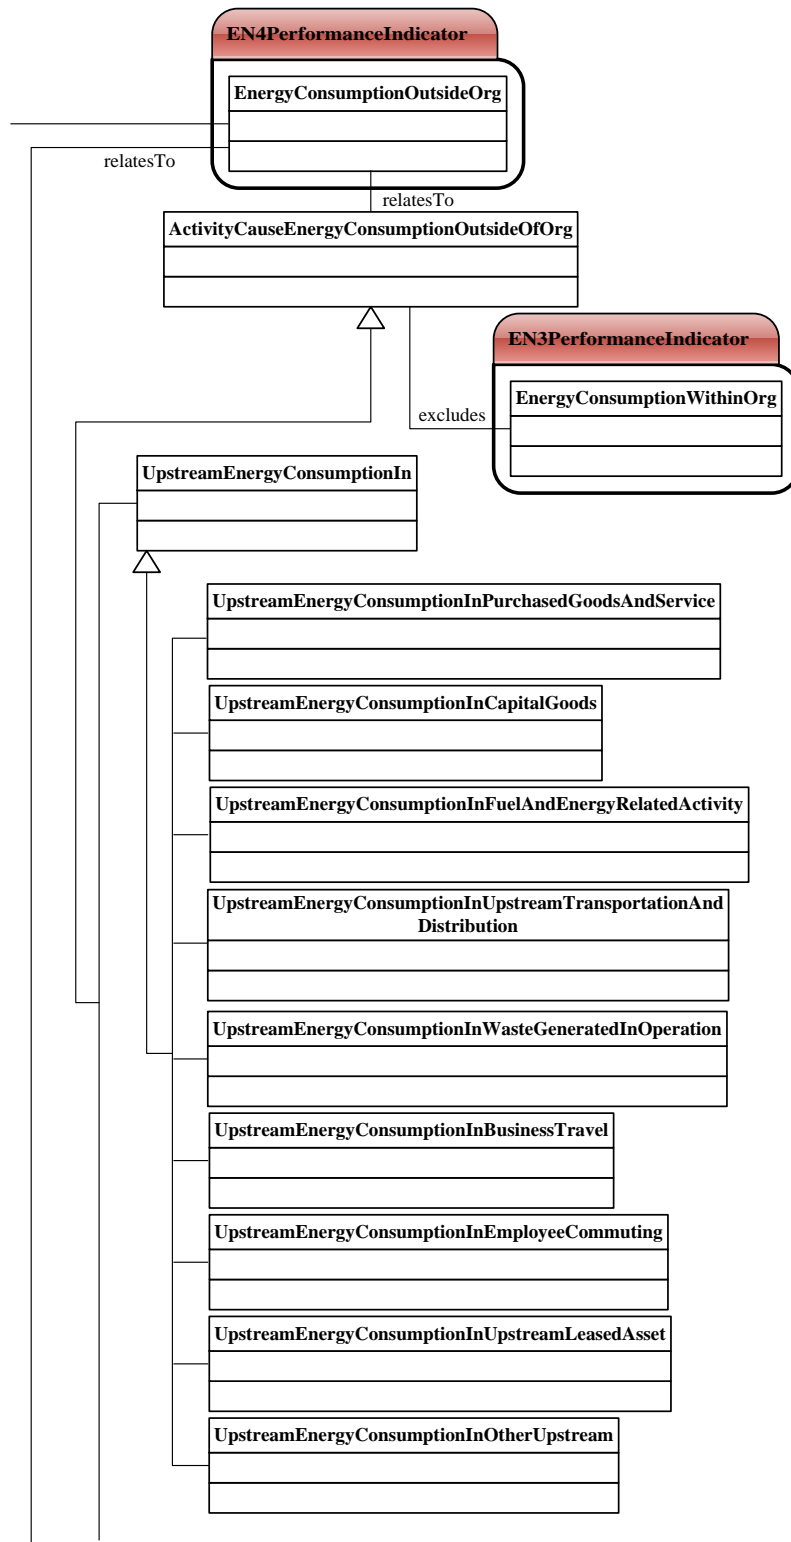 EN4PerformanceIndicator
EnergyConsumptionOutsideOrg
relatesTo
relatesTo
ActivityCauseEnergyConsumptionOutsideOfOrg
EN3PerformanceIndicator
EnergyConsumptionWithinOrg
excludes
UpstreamEnergyConsumptionIn
UpstreamEnergyConsumptionInPurchasedGoodsAndService
UpstreamEnergyConsumptionInCapitalGoods
UpstreamEnergyConsumptionInFuelAndEnergyRelatedActivity
UpstreamEnergyConsumptionInUpstreamTransportationAnd
Distribution
UpstreamEnergyConsumptionInWasteGeneratedInOperation
UpstreamEnergyConsumptionInBusinessTravel
UpstreamEnergyConsumptionInEmployeeCommuting
UpstreamEnergyConsumptionInUpstreamLeasedAsset
UpstreamEnergyConsumptionInOtherUpstream